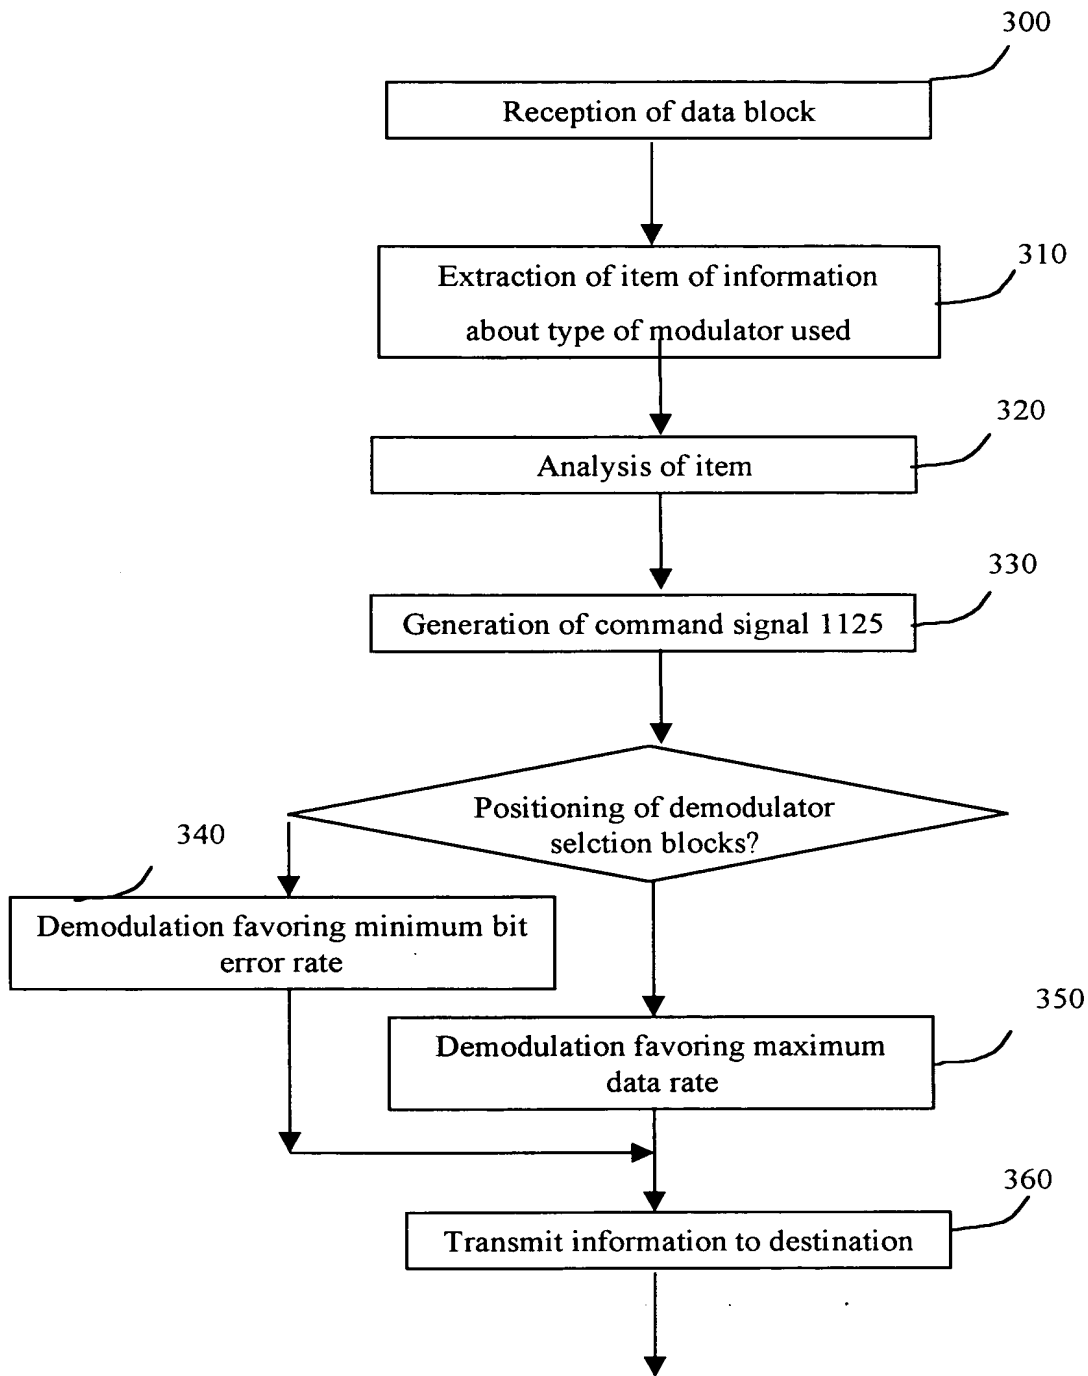 300
Reception of data block
310
Extraction of item of information
about type of modulator used
320
Analysis of item
330
Generation of command signal 1125
Positioning of demodulator
selction blocks?
340
Demodulation favoring minimum bit
error rate
350
Demodulation favoring maximum
data rate
360
Transmit information to destination